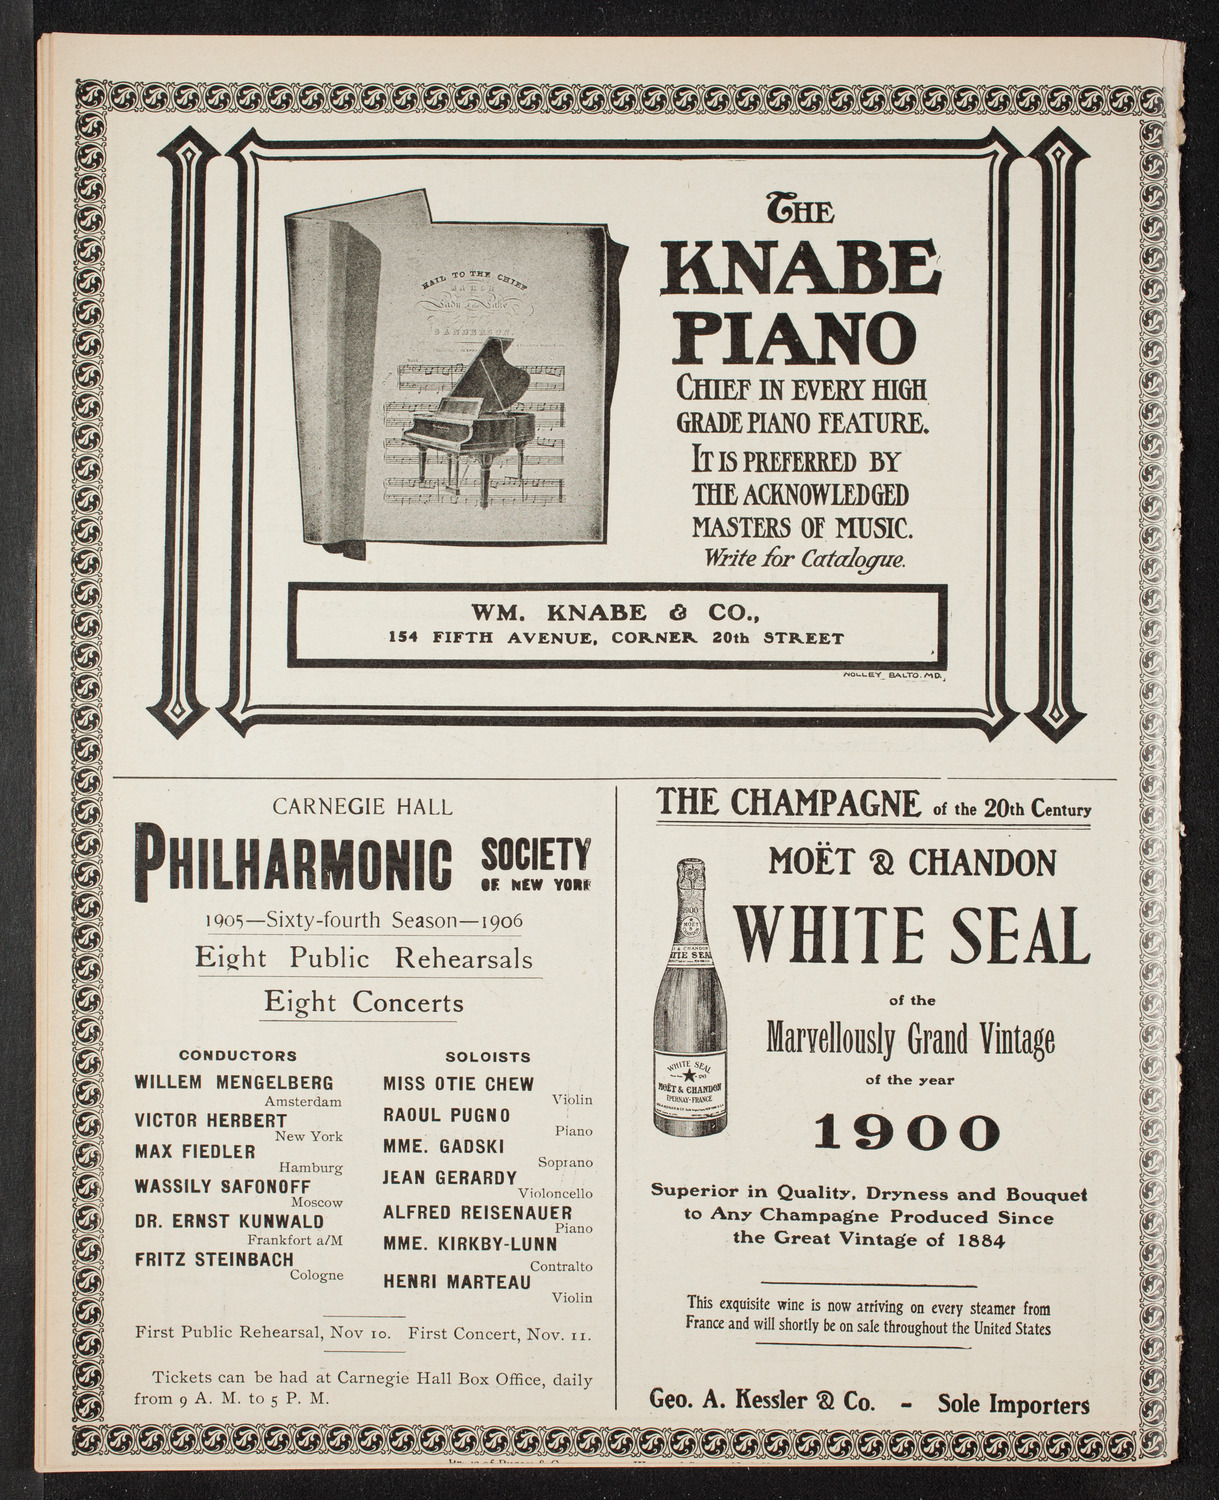 HAIL TO THE CHIEF
MARCH
Lady of the Lake
SANDERSON.
THE
KNABE
PIANO
CHIEF IN EVERY HIGH
GRADE PIANO FEATURE.
IT IS PREFERRED BY
THE ACKNOWLEDGED
MASTERS OF MUSIC.
Write for Catalogue.
WM. KNABE & CO.,
154 FIFTH AVENUE, CORNER 20th STREET
NOLLEY BALTO. MD.
CARNEGIE HALL
PHILHARMONIC SOCIETY
OF NEW YORK
1905—Sixty-fourth Season—1906
Eight Public Rehearsals
Eight Concerts
CONDUCTORS
WILLEM MENGELBERG
Amsterdam
VICTOR HERBERT
New York
MAX FIEDLER
Hamburg
WASSILY SAFONOFF
Moscow
DR. ERNST KUNWALD
Frankfort a/M
FRITZ STEINBACH
Cologne
SOLOISTS
MISS OTIE CHEW
Violin
RAOUL PUGNO
Piano
MME. GADSKI
Soprano
JEAN GERARDY
Violoncello
ALFRED REISENAUER
Piano
MME. KIRKBY-LUNN
Contralto
HENRI MARTEAU
Violin
First Public Rehearsal, Nov 10. First Concert, Nov. 11.
Tickets can be had at Carnegie Hall Box Office, daily
from 9 A. M. to 5 P. M.
THE CHAMPAGNE of the 20th Century
MOËT & CHANDON
WHITE SEAL
of the
Marvellously Grand Vintage
of the year
1900
1900
WHITE SEAL
MOËT & CHANDON
EPERNAY-FRANCE
Superior in Quality, Dryness and Bouquet
to Any Champagne Produced Since
the Great Vintage of 1884
This exquisite wine is now arriving on every steamer from
France and will shortly be on sale throughout the United States
Geo. A. Kessler & Co. - Sole Importers